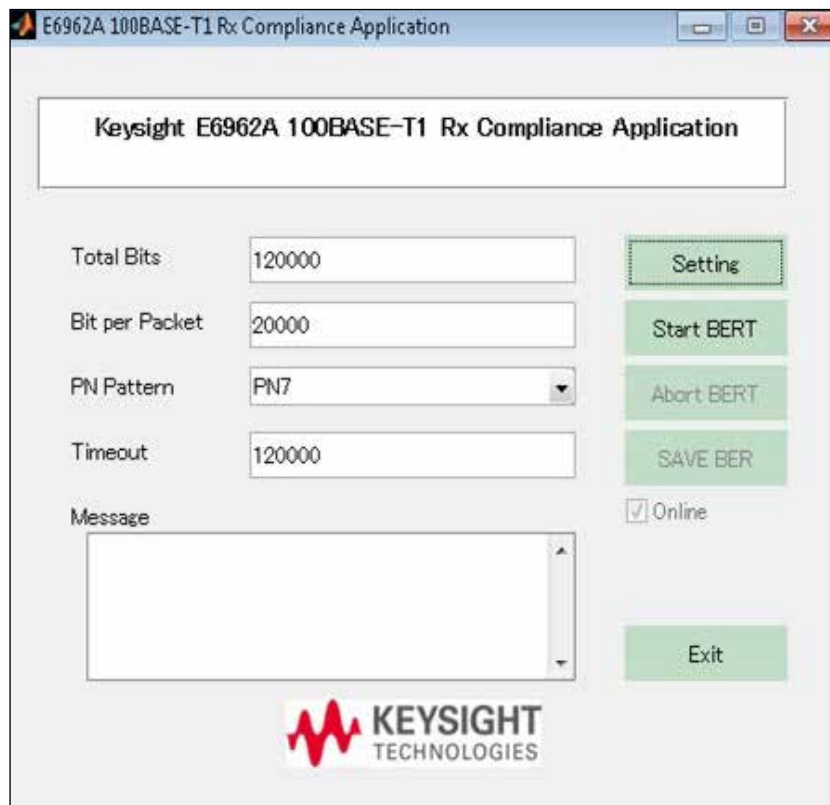 E6962A 100BASE-T1 Rx Compliance Application
Keysight E6962A 100BASE-T1 Rx Compliance Application
Total Bits
120000
Setting
Bit per Packet
20000
Start BERT
PN Pattern
PN7
Abort BERT
Timeout
120000
SAVE BER
Message
Online
Exit
KEYSIGHT
TECHNOLOGIES